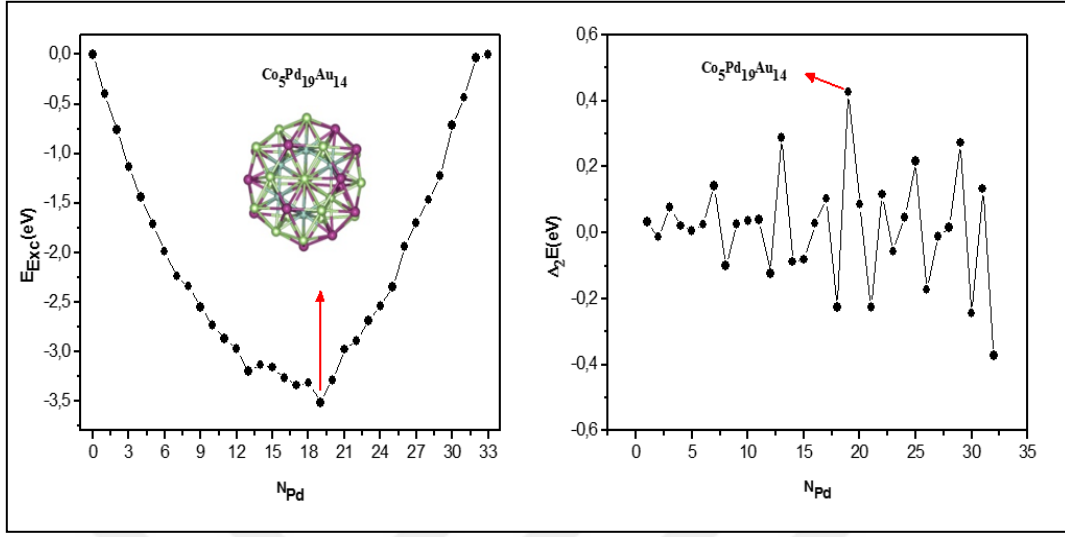 Co5Pd19Au14
0,0
-0,5
-1,0
-1,5
-2,0
-2,5
-3,0
-3,5
EExc(eV)
0 3 6 9 12 15 18 21 24 27 30 33
NPd
Co5Pd19Au14
0,6
0,4
0,2
0,0
-0,2
-0,4
-0,6
Δ2E(eV)
0 5 10 15 20 25 30 35
NPd